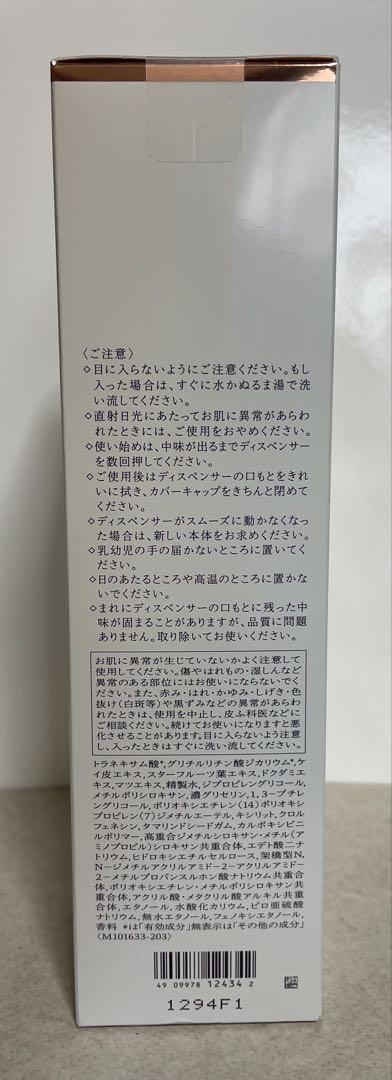 〈ご注意〉
◇目に入らないようにご注意ください。もし
入った場合は、すぐに水かぬるま湯で洗
い流してください。
◇直射日光にあたってお肌に異常があらわ
れたときには、ご使用をおやめください。
◇使い始めは、中味が出るまでディスペンサー
を数回押してください。
◇ご使用後はディスペンサーの口もとをきれ
いに拭き、カバーキャップをきちんと閉めて
ください。
◇ディスペンサーがスムーズに動かなくなっ
た場合は、新しい本体をお求めください。
◇乳幼児の手の届かないところに置いてく
ださい。
◇日のあたるところや高温のところに置かな
いでください。
◇まれにディスペンサーの口もとに残った中
味が固まることがありますが、品質に問題
ありません。取り除いてお使いください。
お肌に異常が生じていないかよく注意して
使用してください。傷やはれもの・湿しんなど
異常のある部位にはお使いにならないでく
ださい。また、赤み・はれ・かゆみ・しげき・色
抜け(白斑等)や黒ずみなどの異常があらわ
れたときは、使用を中止し、皮ふ科医などに
ご相談ください。続けてお使いになりますと悪
化させることがあります。目に入らないよう注意
し、入ったときはすぐに洗い流してください。
トラネキサム酸*,グリチルリチン酸ジカリウム*,ケ
イ皮エキス,スターフルーツ葉エキス,ドクダミエ
キス,マツエキス,精製水,ジプロピレングリコール,
メチルポリシロキサン,濃グリセリン,1,3-ブチレ
ングリコール,ポリオキシエチレン(14)ポリオキシ
プロピレン(7)ジメチルエーテル,キシリット,クロル
フェネシン,タマリンドシードガム,カルボキシビニ
ルポリマー,高重合ジメチルシロキサン・メチル(ア
ミノプロピル)シロキサン共重合体,エデト酸二ナ
トリウム,ヒドロキシエチルセルロース,架橋型N,
N-ジメチルアクリルアミド-2-アクリルアミド-
2-メチルプロパンスルホン酸ナトリウム共重合
体,ポリオキシエチレン・メチルポリシロキサン共
重合体,アクリル酸・メタクリル酸アルキル共重合
体,エタノール,水酸化カリウム,ピロ亜硫酸
ナトリウム,無水エタノール,フェノキシエタノール,
香料 *は「有効成分」無表示は「その他の成分」
〈M101633-203〉
4909978124342
1294F1